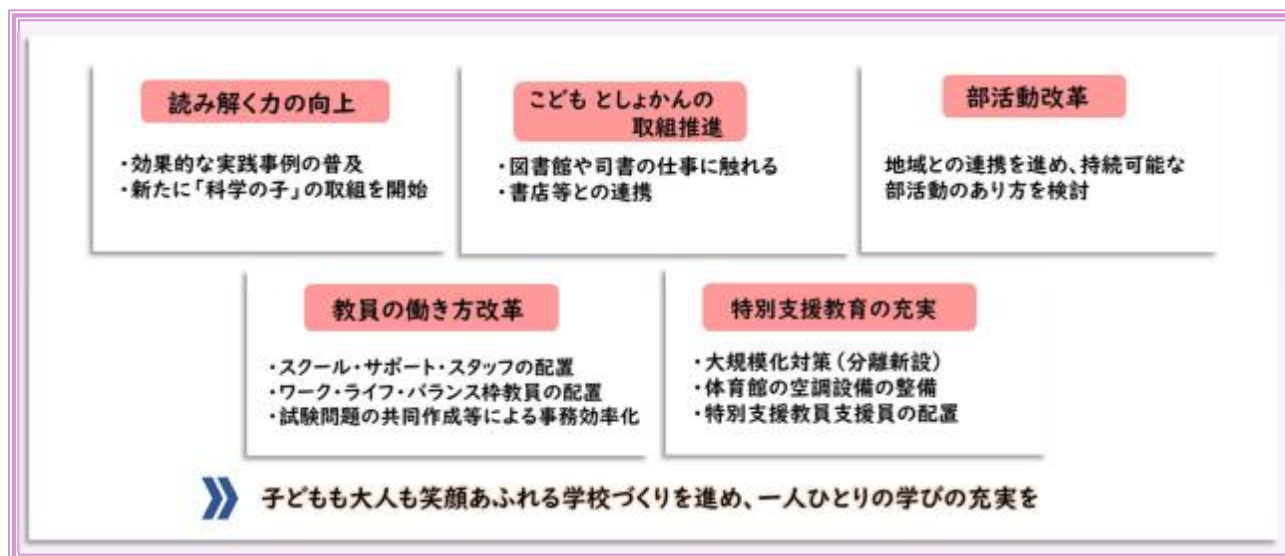 読み解く力の向上
・効果的な実践事例の普及
・新たに「科学の子」の取組を開始
こども としょかんの
取組推進
・図書館や司書の仕事に触れる
・書店等との連携
部活動改革
地域との連携を進め、持続可能な
部活動のあり方を検討
教員の働き方改革
・スクール・サポート・スタッフの配置
・ワーク・ライフ・バランス枠教員の配置
・試験問題の共同作成等による事務効率化
特別支援教育の充実
・大規模化対策（分離新設）
・体育館の空調設備の整備
・特別支援教員支援員の配置
子どもも大人も笑顔あふれる学校づくりを進め、一人ひとりの学びの充実を